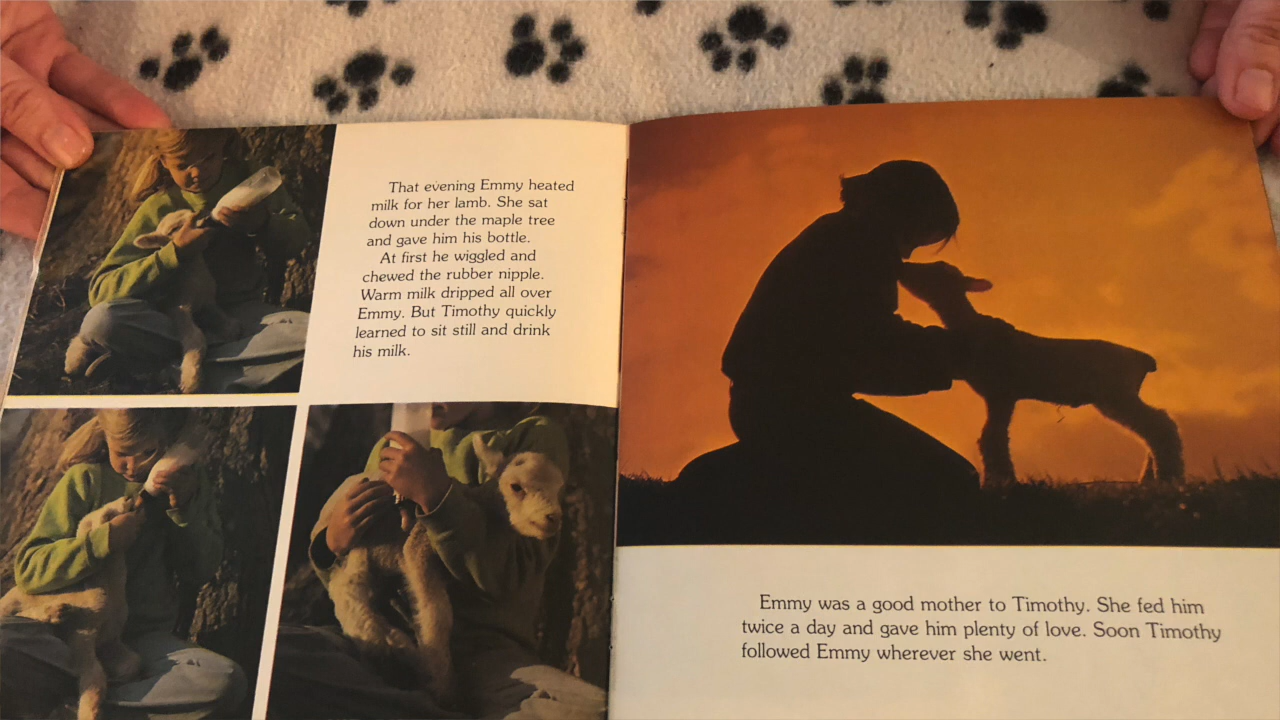 That evening Emmy heated
milk for her lamb. She sat
down under the maple tree
and gave him his bottle.
At first he wiggled and
chewed the rubber nipple.
Warm milk dripped all over
Emmy. But Timothy quickly
learned to sit still and drink
his milk.
Emmy was a good mother to Timothy. She fed him
twice a day and gave him plenty of love. Soon Timothy
followed Emmy wherever she went.